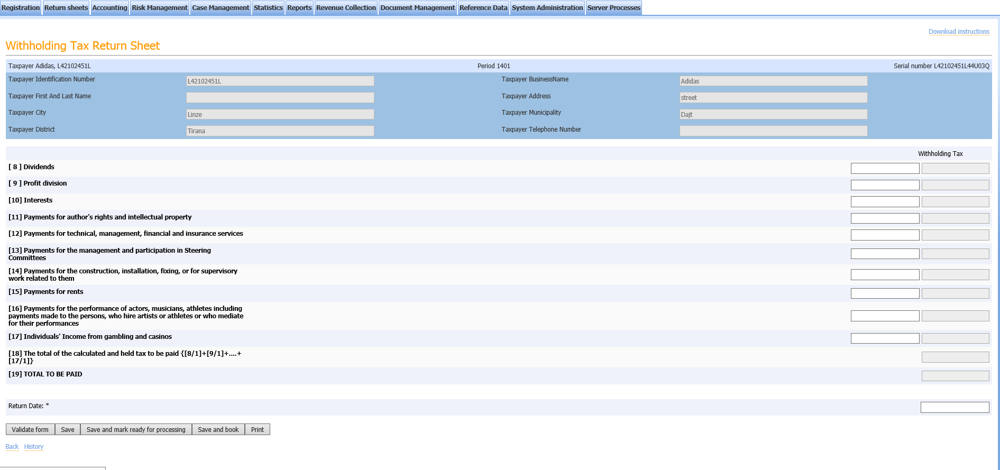 Registration Return sheets Accounting Risk Management Case Management Statistics Reports Revenue Collection Document Management Reference Data System Administration Server Processes
Download instructions
Withholding Tax Return Sheet
Taxpayer Adidas, L42102451L Period 1401 Serial number L42102451L44U03Q
Taxpayer Identification Number L42102451L Taxpayer BusinessName Adidas
Taxpayer First And Last Name Taxpayer Address street
Taxpayer City Linze Taxpayer Municipality Dajt
Taxpayer District Tirana Taxpayer Telephone Number
Withholding Tax
[ 8 ] Dividends
[ 9 ] Profit division
[10] Interests
[11] Payments for author's rights and intellectual property
[12] Payments for technical, management, financial and insurance services
[13] Payments for the management and participation in Steering
Committees
[14] Payments for the construction, installation, fixing, or for supervisory
work related to them
[15] Payments for rents
[16] Payments for the performance of actors, musicians, athletes including
payments made to the persons, who hire artists or athletes or who mediate
for their performances
[17] Individuals' Income from gambling and casinos
[18] The total of the calculated and held tax to be paid {[8/1]+[9/1]+....+
[17/1]}
[19] TOTAL TO BE PAID
Return Date: *
Validate form Save Save and mark ready for processing Save and book Print
Back History